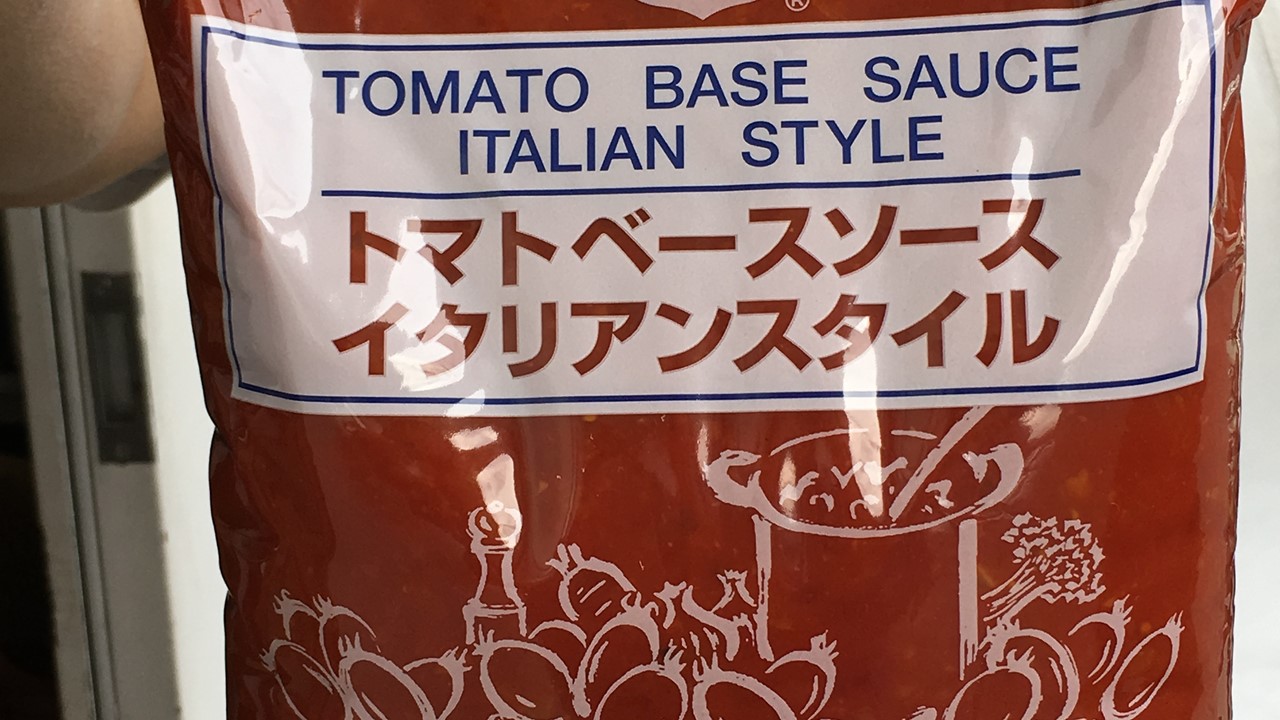 ®
TOMATO BASE SAUCE
ITALIAN STYLE
トマトベースソース
イタリアンスタイル